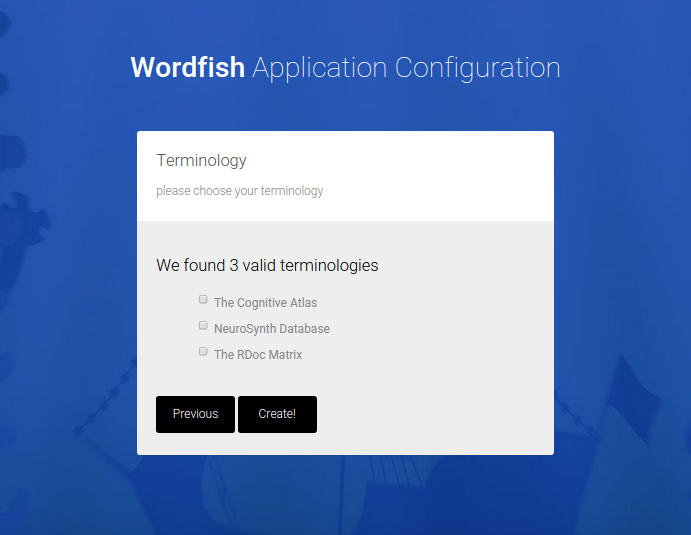 Wordfish Application Configuration
Terminology
please choose your terminology
We found 3 valid terminologies
The Cognitive Atlas
NeuroSynth Database
The RDoc Matrix
Previous Create!